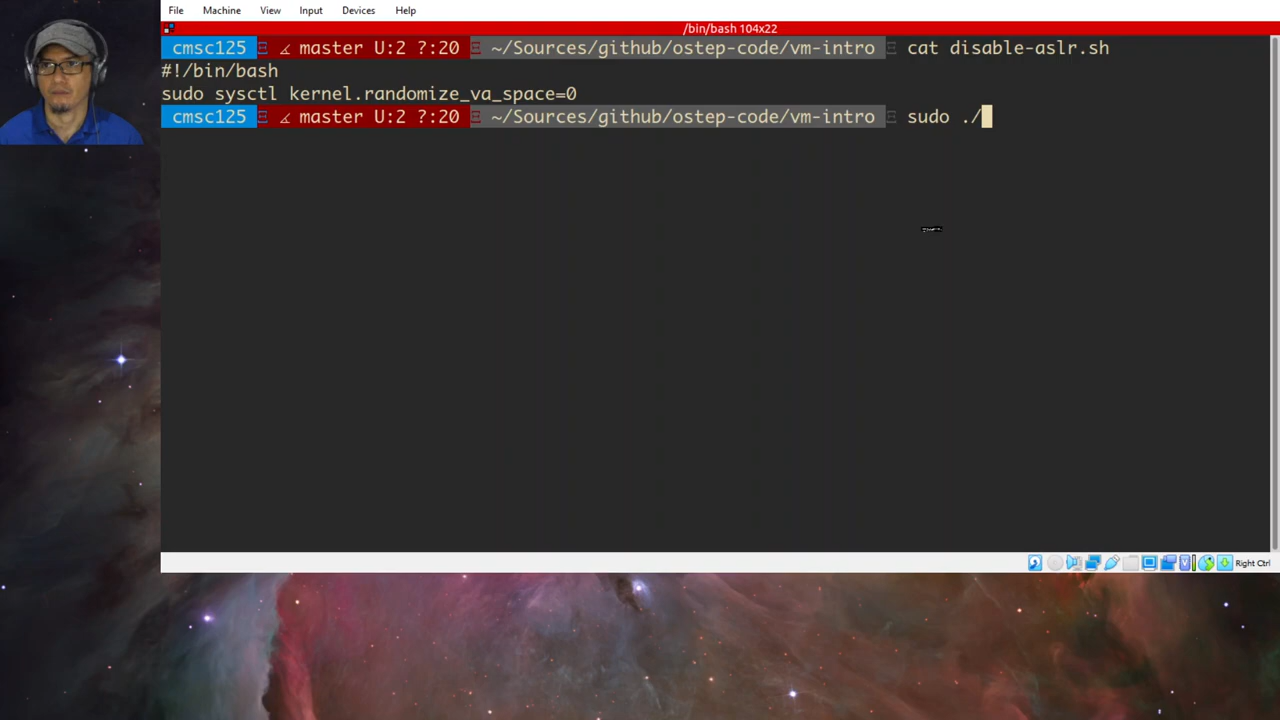 File Machine View Input Devices Help
/bin/bash 104x22
cmsc125 master U:2 ?:20 ~/Sources/github/ostep-code/vm-intro cat disable-aslr.sh
#!/bin/bash
sudo sysctl kernel.randomize_va_space=0
cmsc125 master U:2 ?:20 ~/Sources/github/ostep-code/vm-intro sudo ./
Right Ctrl